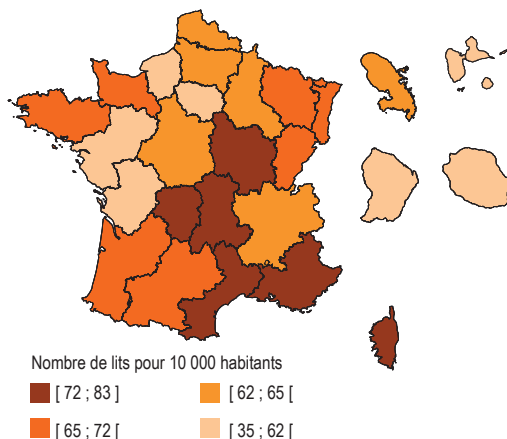 Nombre de lits pour 10 000 habitants
[ 72 ; 83 ]
[ 62 ; 65 [
[ 65 ; 72 [
[ 35 ; 62 [